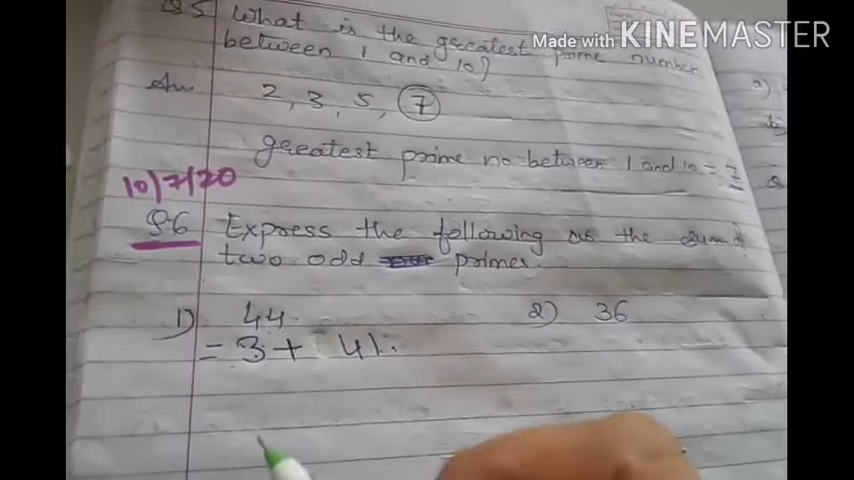 Q 5 What is the greatest prime number
between 1 and 10?
Made with KINEMASTER
Ans 2, 3, 5, 7
greatest prime no between 1 and 10 = 7
10/7/20
Q-6 Express the following as the sum of
two odd primes.
1) 44 2) 36
= 3 + 41
a)